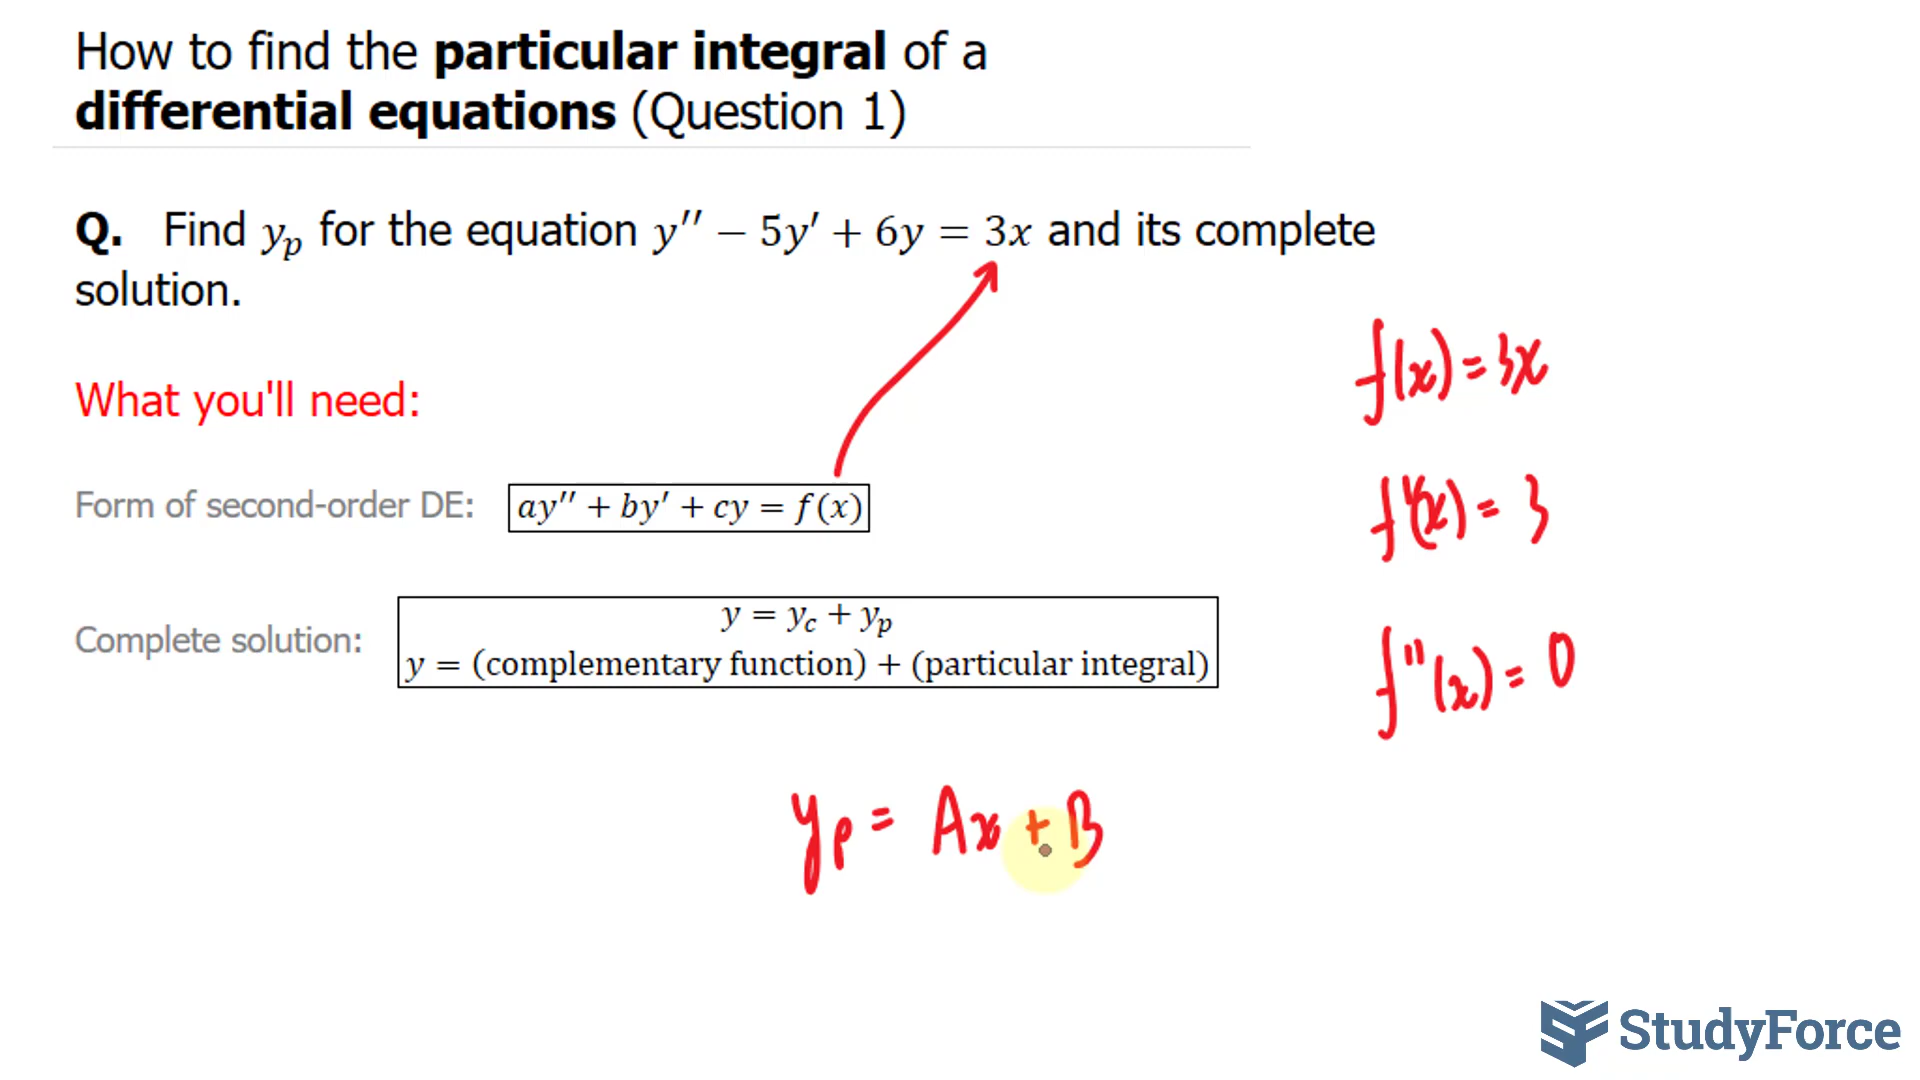 How to find the particular integral of a
differential equations (Question 1)
Q. Find yₚ for the equation y′′ − 5y′ + 6y = 3x and its complete
solution.
What you'll need:
f(x) = 3x
Form of second-order DE: ay′′ + by′ + cy = f(x)
f'(x) = 3
Complete solution: y = y_c + yₚ
y = (complementary function) + (particular integral)
f''(x) = 0
yₚ = Ax + B
StudyForce